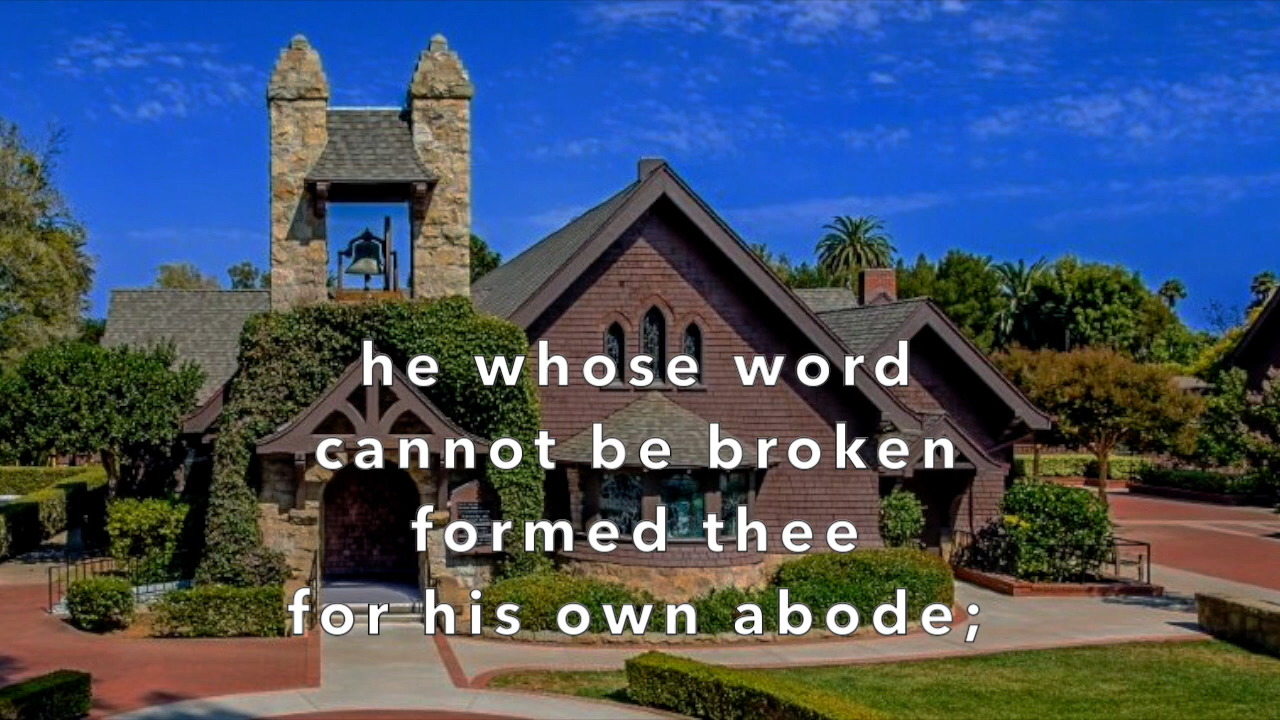 he whose word
cannot be broken
formed thee
for his own abode;